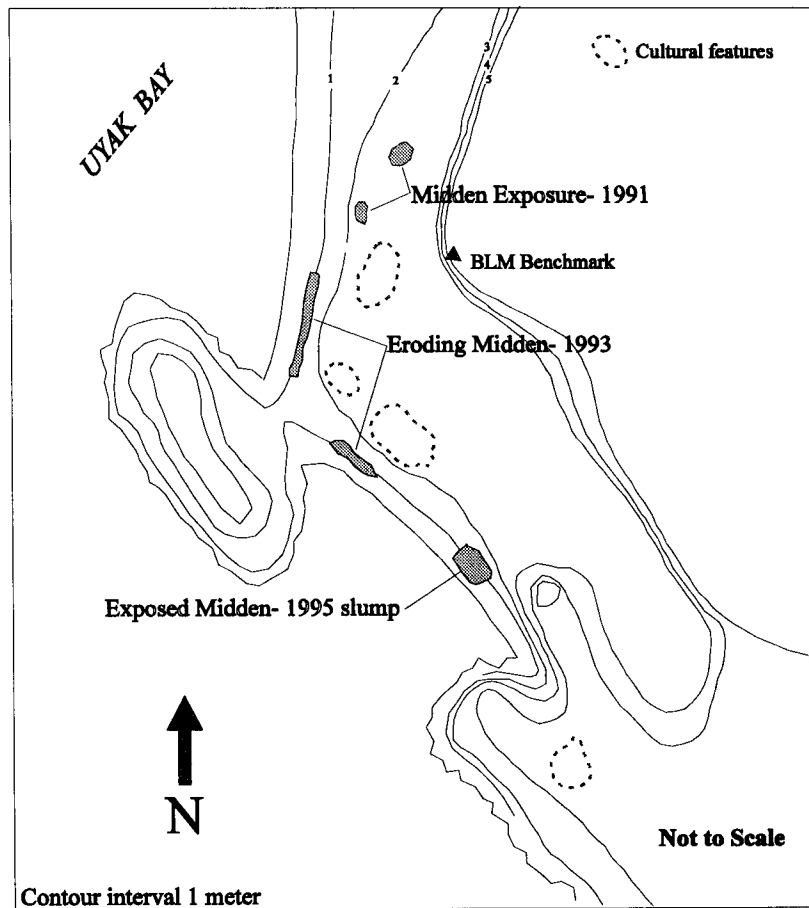 UYAK BAY
Cultural features
3
4
5
1
2
Midden Exposure- 1991
BLM Benchmark
Eroding Midden- 1993
Exposed Midden- 1995 slump
N
Not to Scale
Contour interval 1 meter